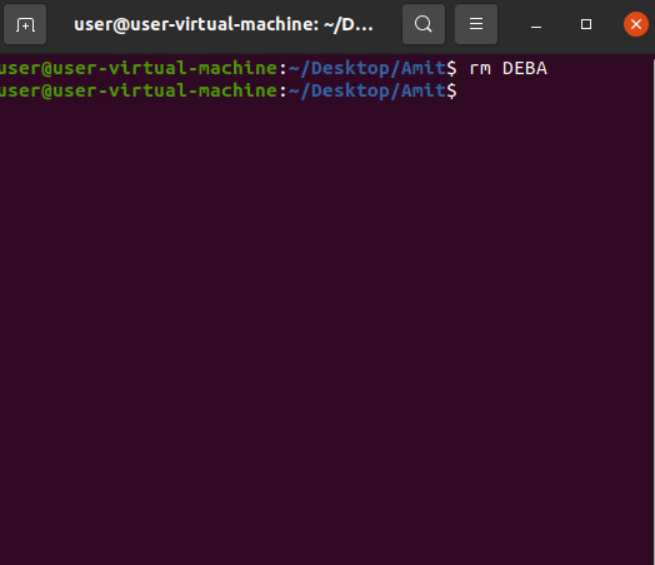 user@user-virtual-machine: ~/D...
user@user-virtual-machine:~/Desktop/Amit$ rm DEBA
user@user-virtual-machine:~/Desktop/Amit$